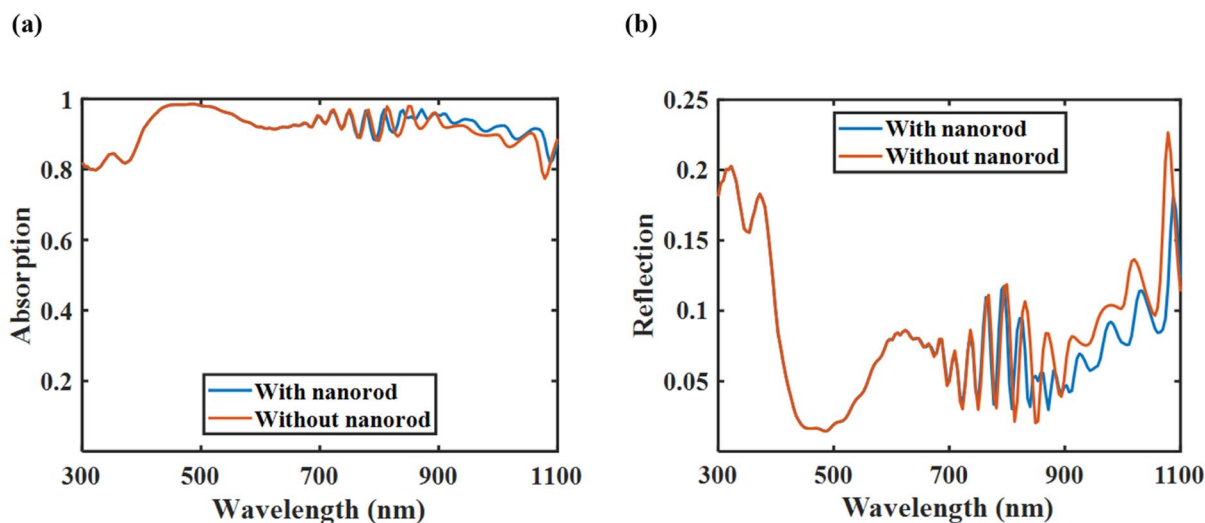 (a)
(b)
1
0.8
0.6
0.4
0.2
Absorption
With nanorod
Without nanorod
300
500
700
900
1100
Wavelength (nm)
0.25
0.2
0.15
0.1
0.05
Reflection
With nanorod
Without nanorod
300
500
700
900
1100
Wavelength (nm)